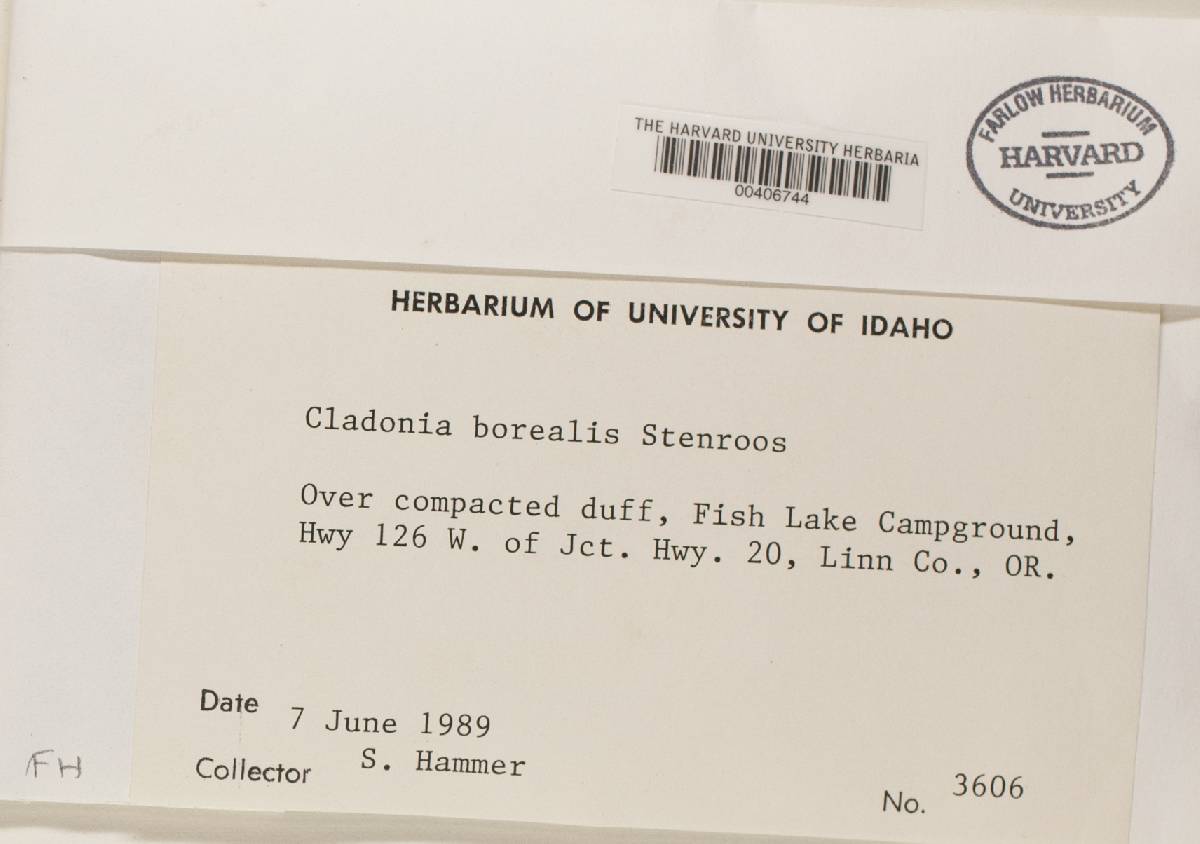 THE HARVARD UNIVERSITY HERBARIA
00406744
FARLOW HERBARIUM
HARVARD
UNIVERSITY
HERBARIUM OF UNIVERSITY OF IDAHO
Cladonia borealis Stenroos
Over compacted duff, Fish Lake Campground,
Hwy 126 W. of Jct. Hwy. 20, Linn Co., OR.
Date 7 June 1989
Collector S. Hammer
No. 3606
FH